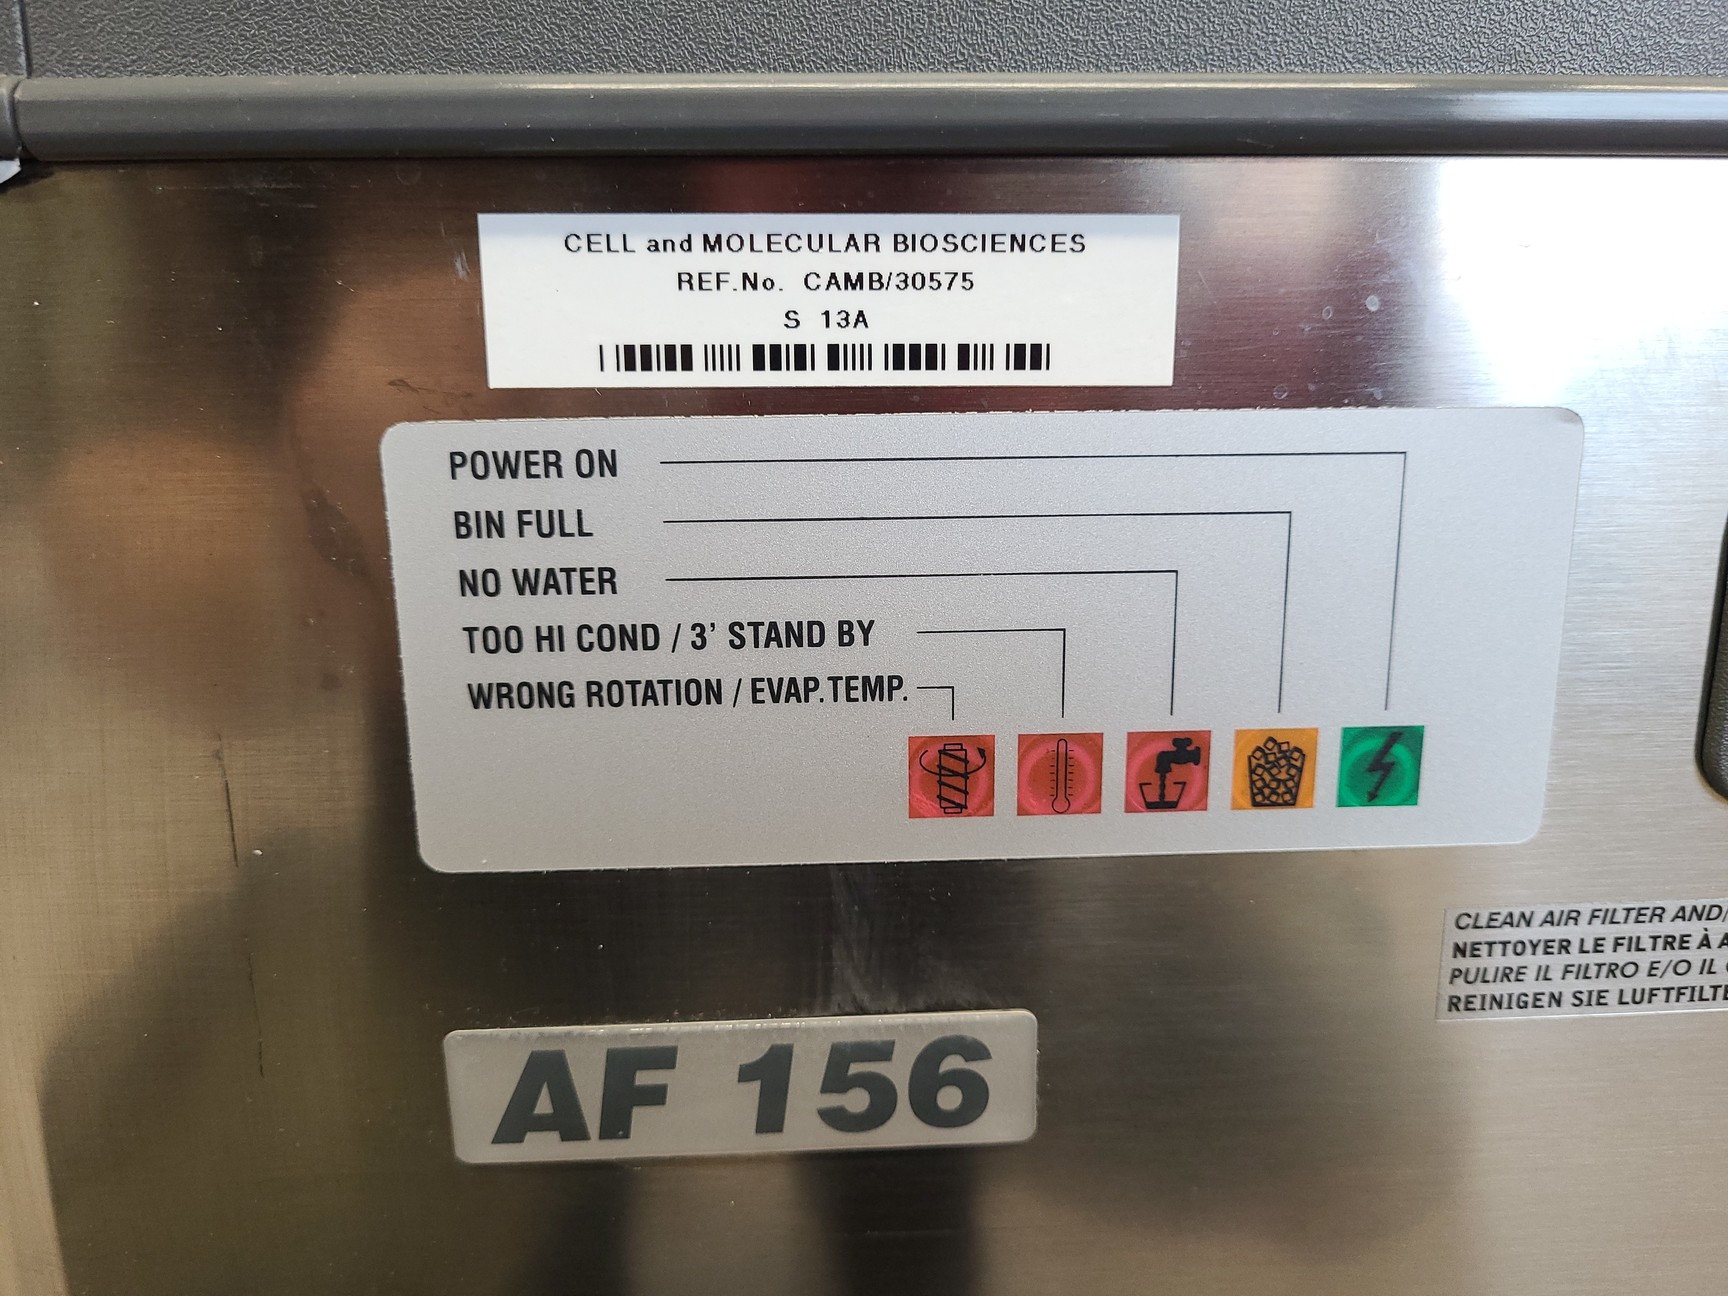 CELL and MOLECULAR BIOSCIENCES
REF.No. CAMB/30575
S 13A
POWER ON
BIN FULL
NO WATER
TOO HI COND / 3’ STAND BY
WRONG ROTATION / EVAP.TEMP.
CLEAN AIR FILTER AND/
NETTOYER LE FILTRE À
PULIRE IL FILTRO E/O IL
REINIGEN SIE LUFTFILTE
AF 156